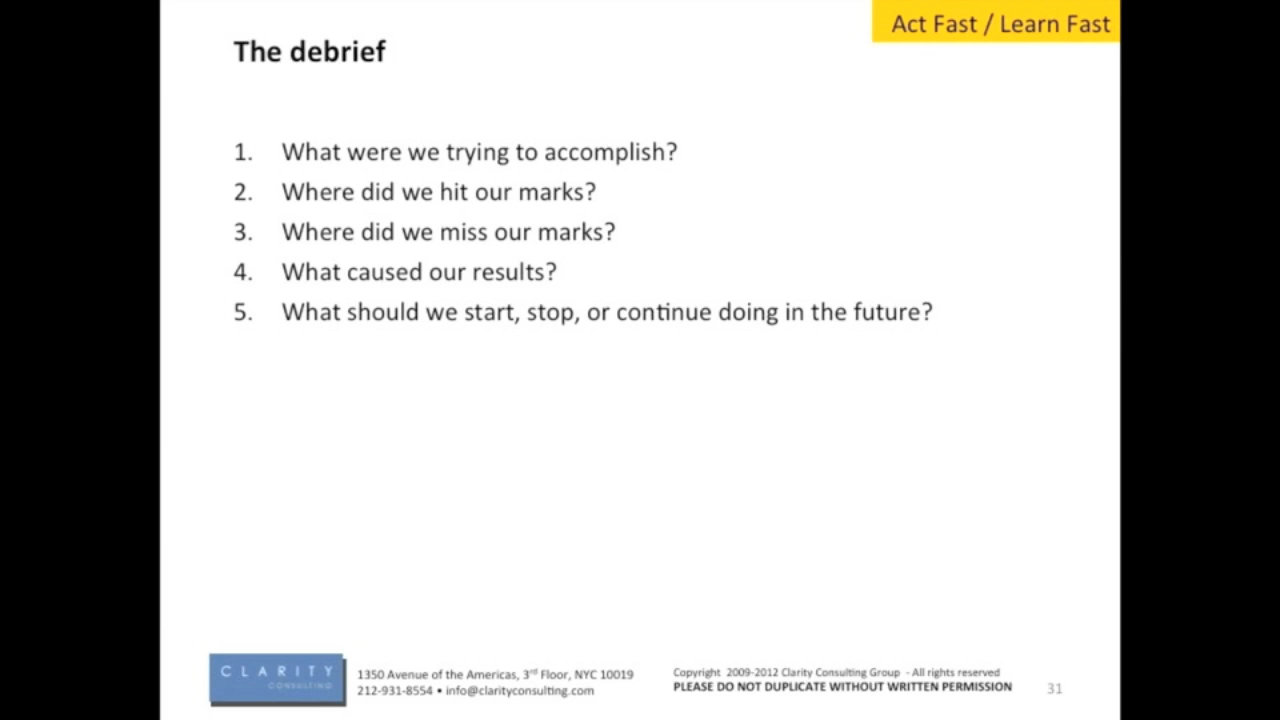 Act Fast / Learn Fast
The debrief
1. What were we trying to accomplish?
2. Where did we hit our marks?
3. Where did we miss our marks?
4. What caused our results?
5. What should we start, stop, or continue doing in the future?
CLARITY
CONSULTING
1350 Avenue of the Americas, 3rd Floor, NYC 10019
212-931-8554 • info@clarityconsulting.com
Copyright 2009-2012 Clarity Consulting Group - All rights reserved
PLEASE DO NOT DUPLICATE WITHOUT WRITTEN PERMISSION
31